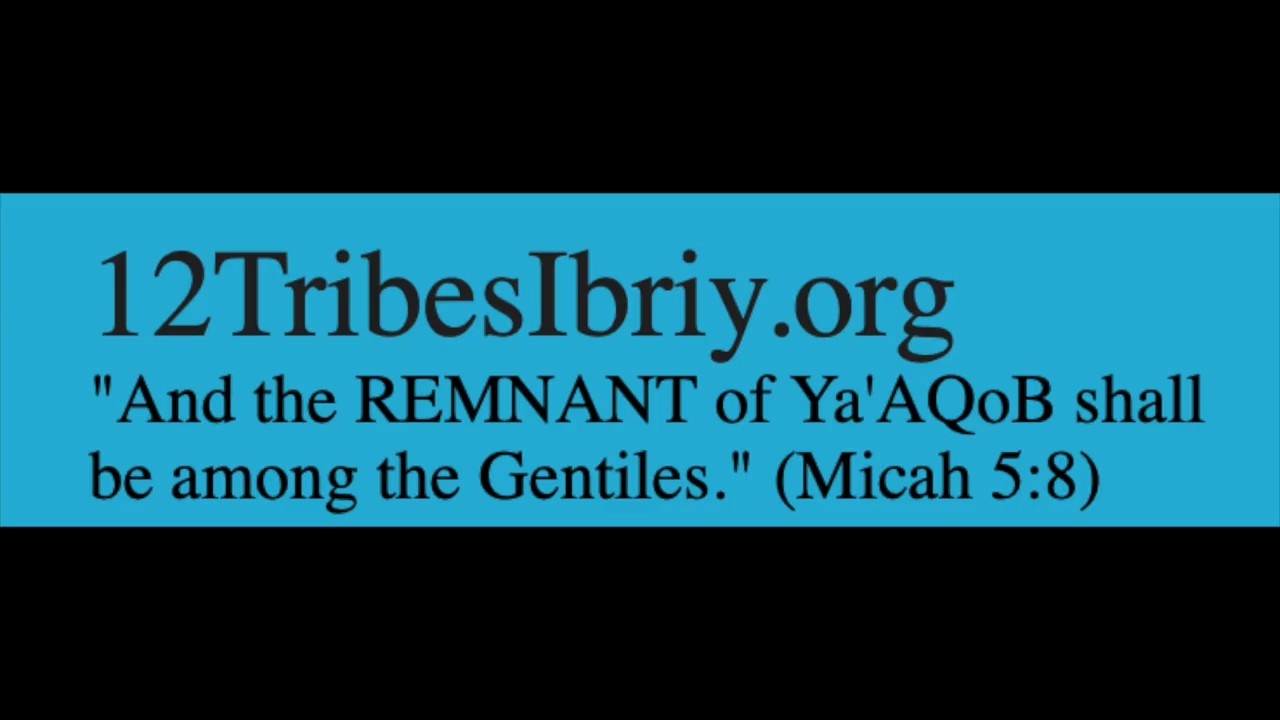 12TribesIbriy.org
"And the REMNANT of Ya'AQoB shall
be among the Gentiles." (Micah 5:8)